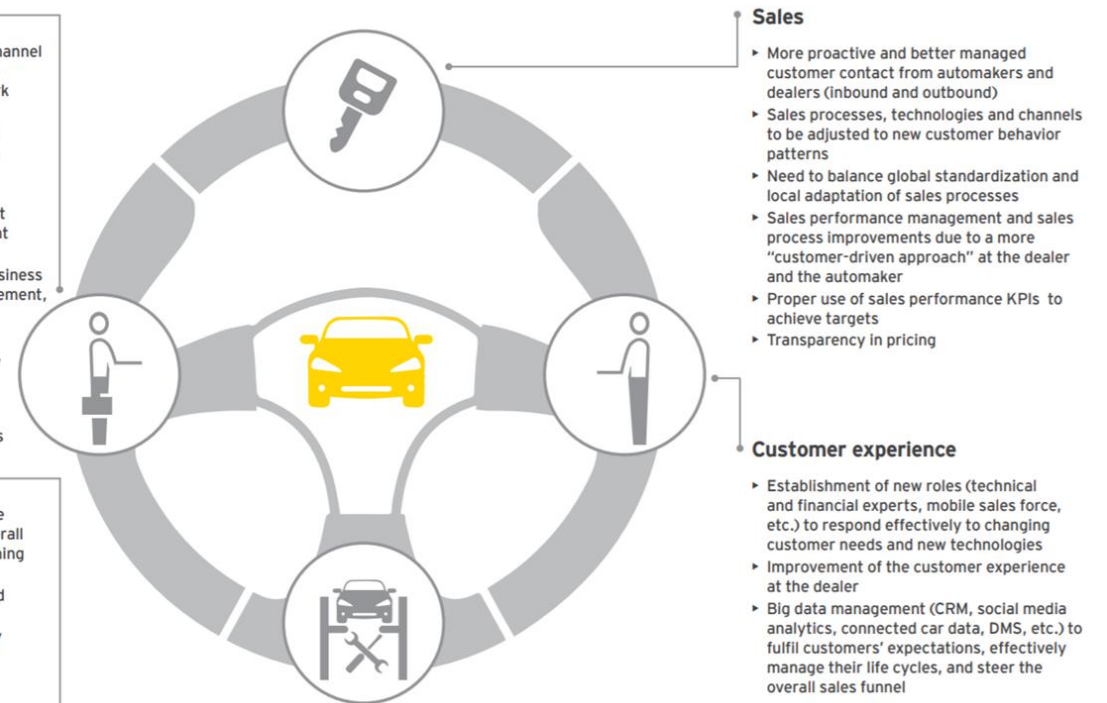 hannel
siness
ement,
rall
ning
Sales
▸ More proactive and better managed
customer contact from automakers and
dealers (inbound and outbound)
▸ Sales processes, technologies and channels
to be adjusted to new customer behavior
patterns
▸ Need to balance global standardization and
local adaptation of sales processes
▸ Sales performance management and sales
process improvements due to a more
“customer-driven approach” at the dealer
and the automaker
▸ Proper use of sales performance KPIs to
achieve targets
▸ Transparency in pricing
Customer experience
▸ Establishment of new roles (technical
and financial experts, mobile sales force,
etc.) to respond effectively to changing
customer needs and new technologies
▸ Improvement of the customer experience
at the dealer
▸ Big data management (CRM, social media
analytics, connected car data, DMS, etc.) to
fulfil customers’ expectations, effectively
manage their life cycles, and steer the
overall sales funnel